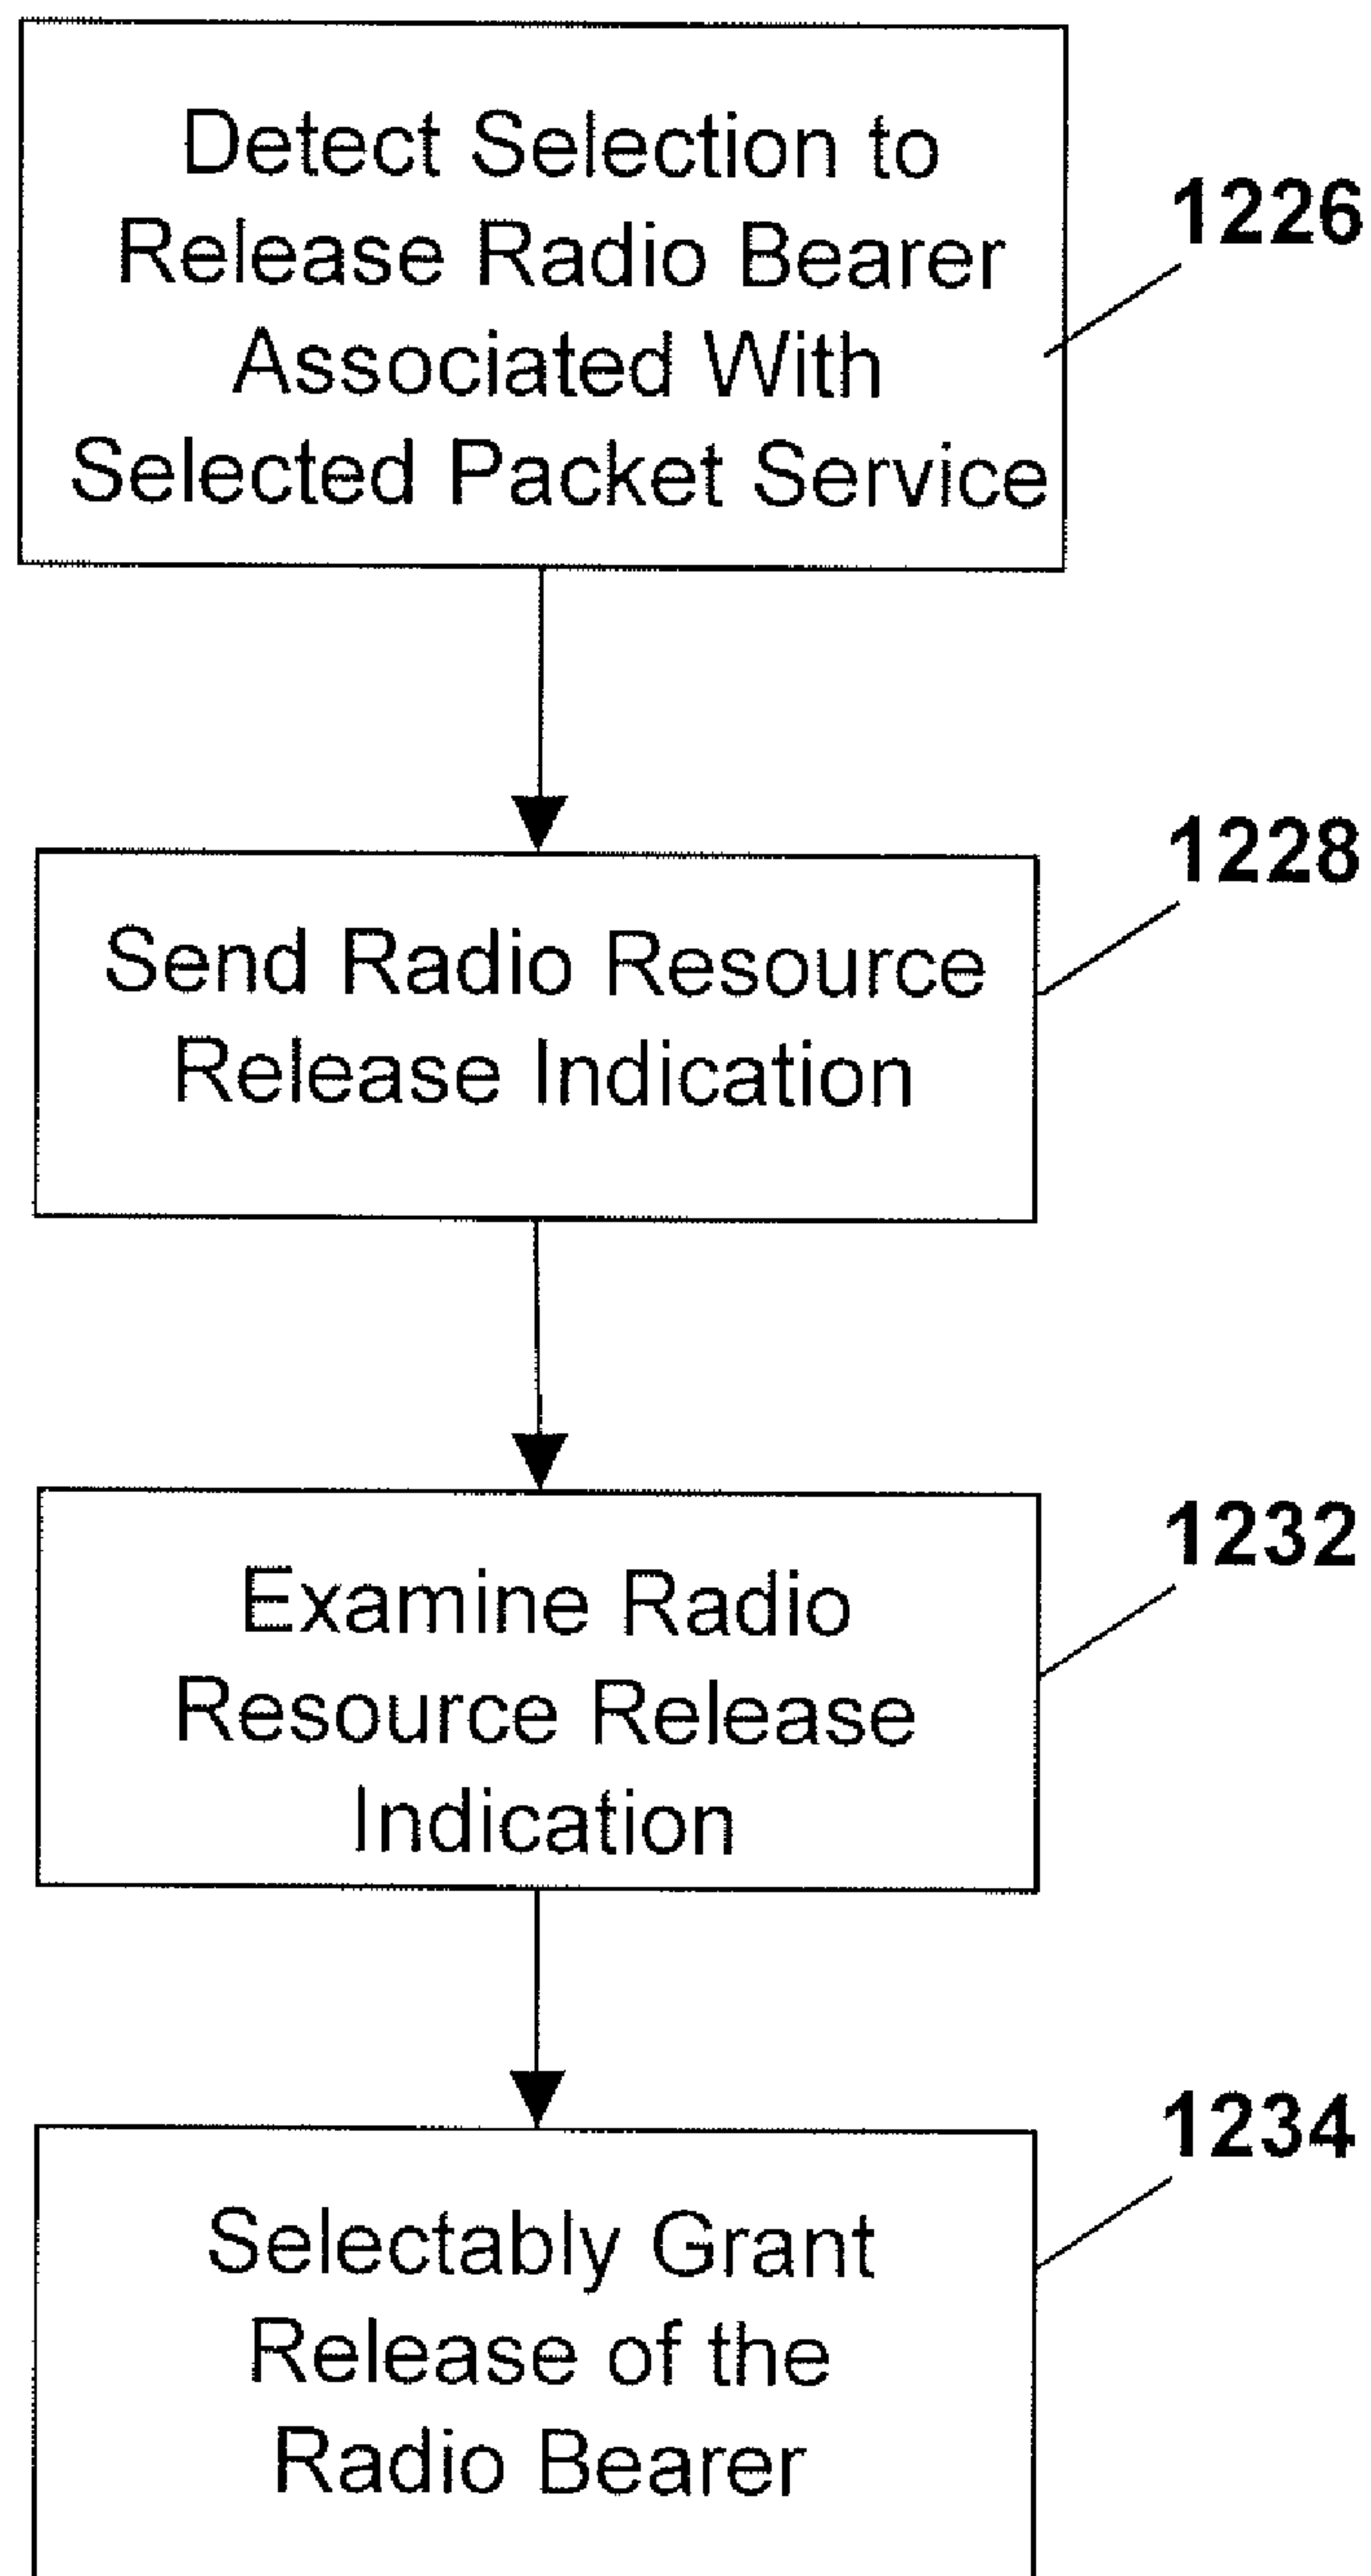 Detect Selection to
Release Radio Bearer
Associated With
Selected Packet Service
1226
Send Radio Resource
Release Indication
1228
Examine Radio
Resource Release
Indication
1232
Selectably Grant
Release of the
Radio Bearer
1234